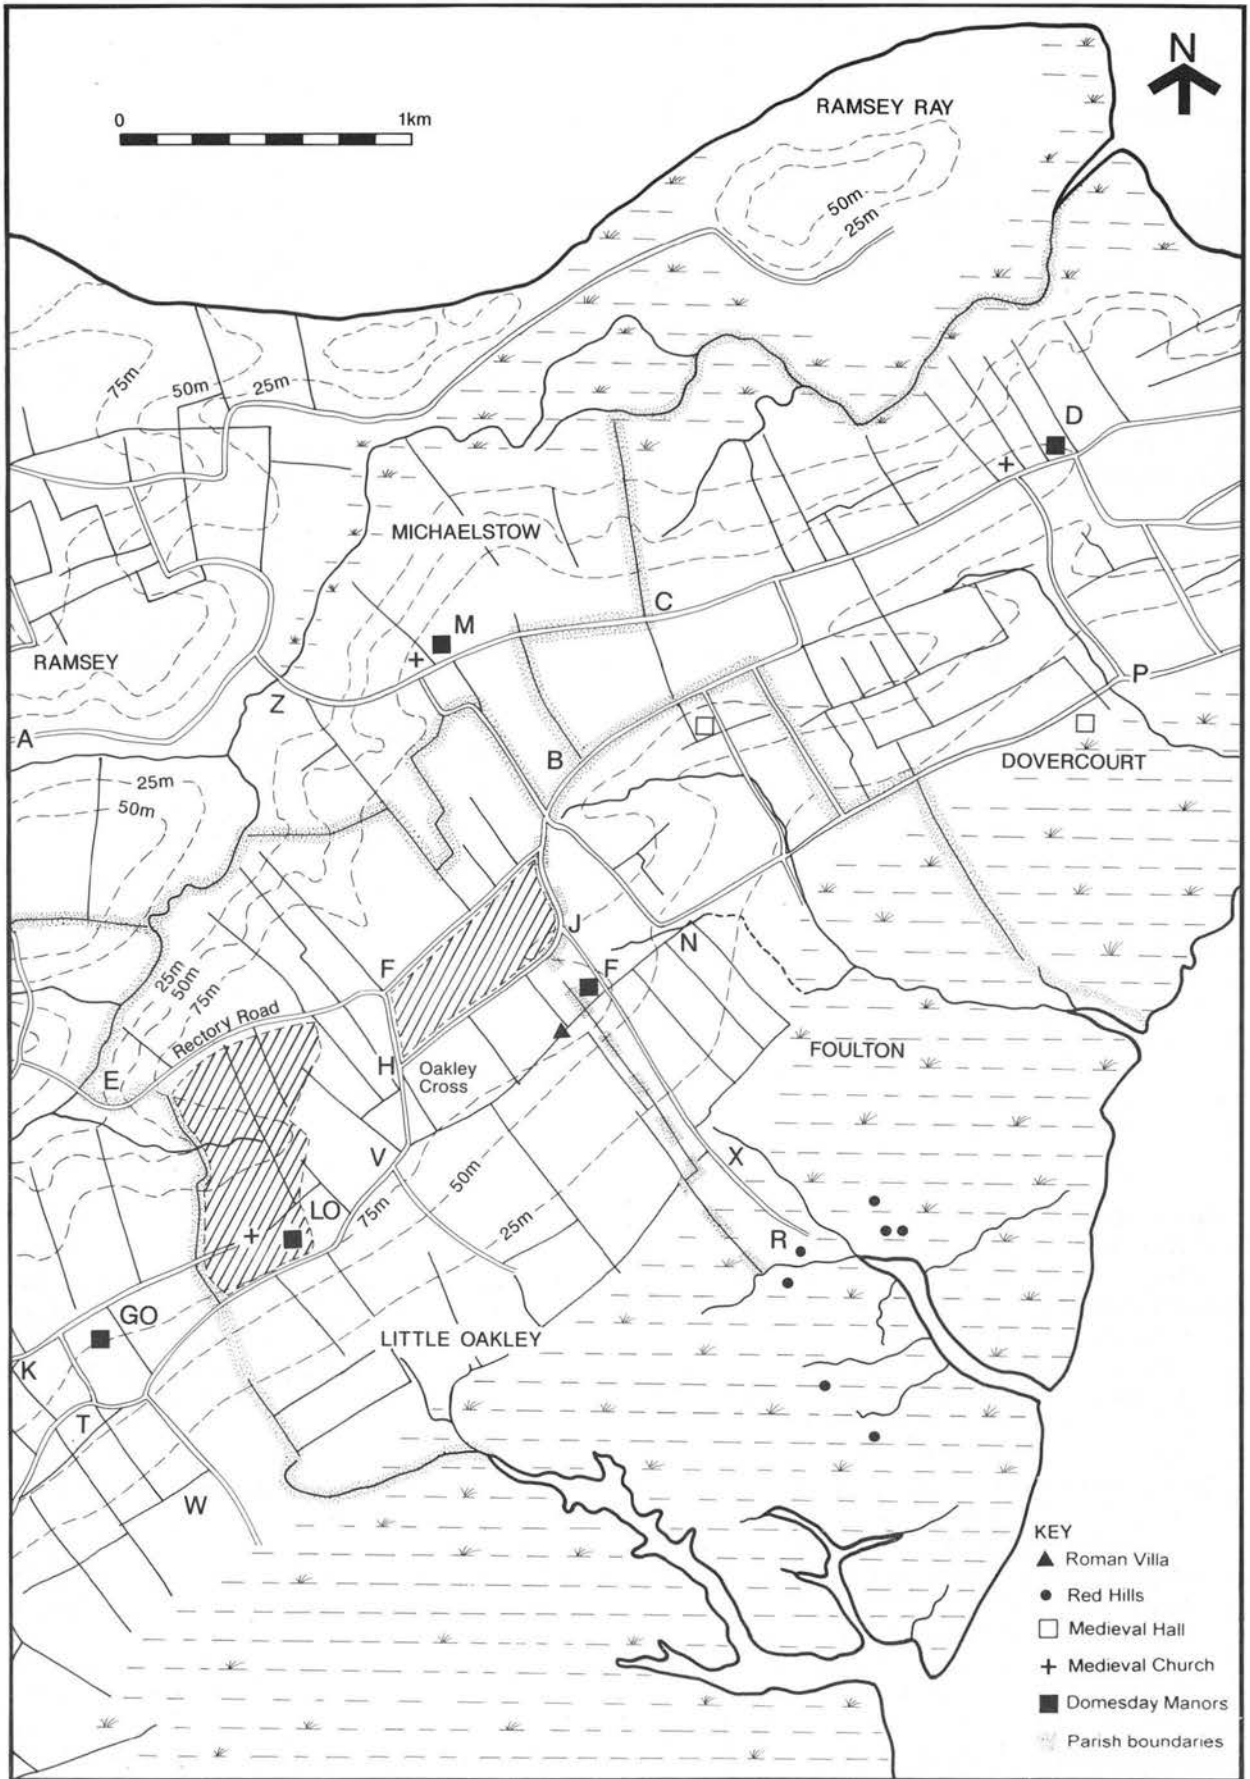 N
0 1km
RAMSEY RAY
50m
25m
75m
50m
25m
D
MICHAELSTOW
C
M
RAMSEY
P
Z
A
B
DOVERCOURT
25m
50m
J
N
F
F
25m
50m
75m
Rectory Road
FOULTON
H
Oakley
Cross
E
V
X
50m
LO
75m
25m
R
GO
LITTLE OAKLEY
K
T
W
KEY
Roman Villa
Red Hills
Medieval Hall
Medieval Church
Domesday Manors
Parish boundaries